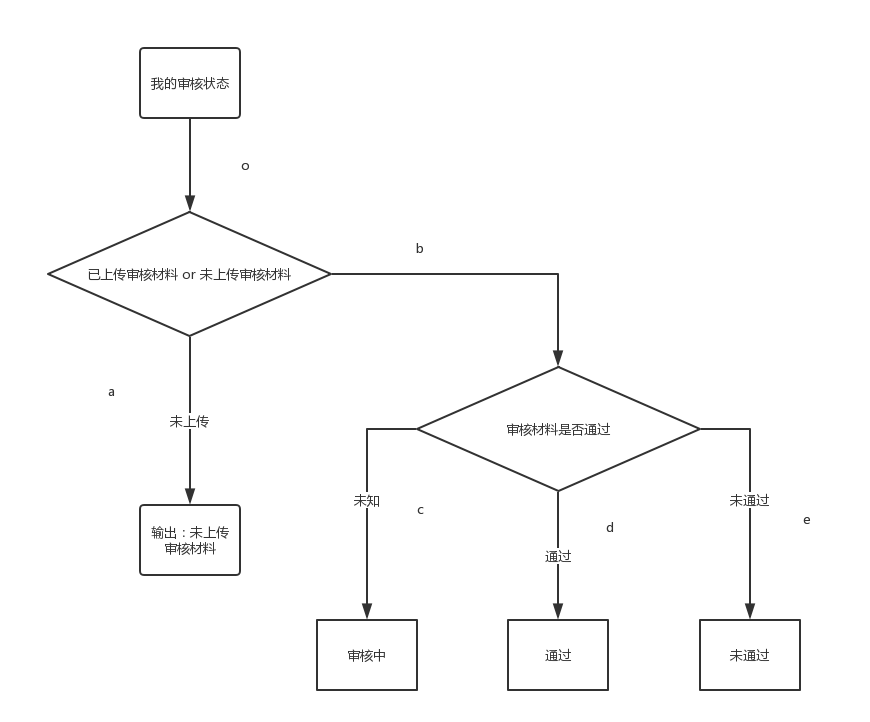 我的审核状态
o
b
已上传审核材料 or 未上传审核材料
a
未上传
审核材料是否通过
未知
c
未通过
e
d
通过
输出：未上传
审核材料
审核中
通过
未通过